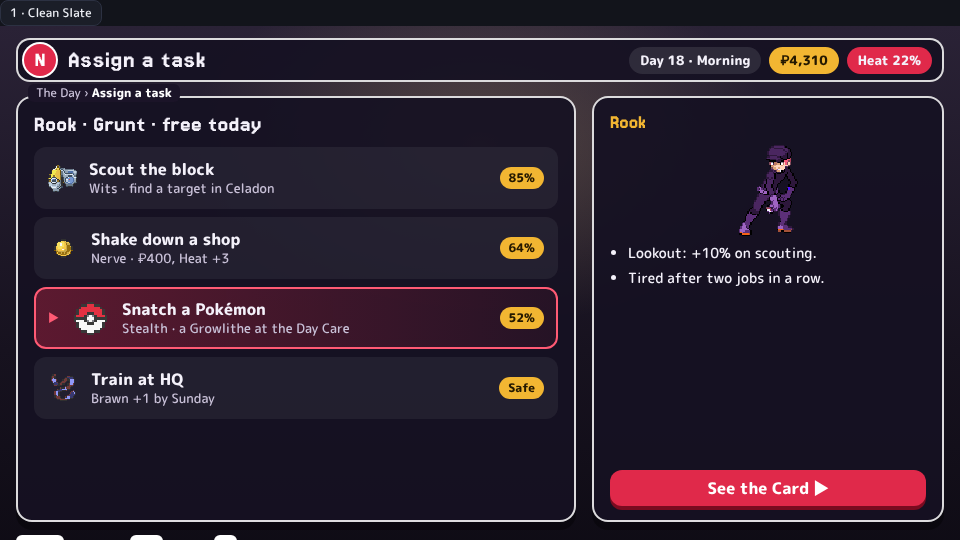 1 · Clean Slate
N
Assign a task
Day 18 · Morning
₽4,310
Heat 22%
The Day › Assign a task
Rook · Grunt · free today
Scout the block
Wits · find a target in Celadon
85%
Shake down a shop
Nerve · ₽400, Heat +3
64%
Snatch a Pokémon
Stealth · a Growlithe at the Day Care
52%
Train at HQ
Brawn +1 by Sunday
Safe
Rook
• Lookout: +10% on scouting.
• Tired after two jobs in a row.
See the Card ▶